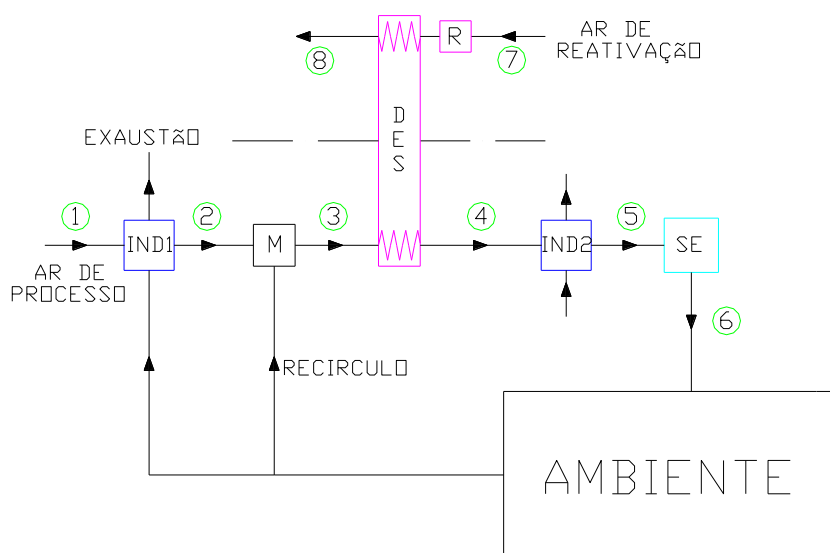 AR DE
REATIVAÇÃO
R
8
7
D
E
S
EXAUSTÃO
1
2
3
4
5
IND1
M
IND2
SE
AR DE
PROCESSO
6
RECIRCULO
AMBIENTE